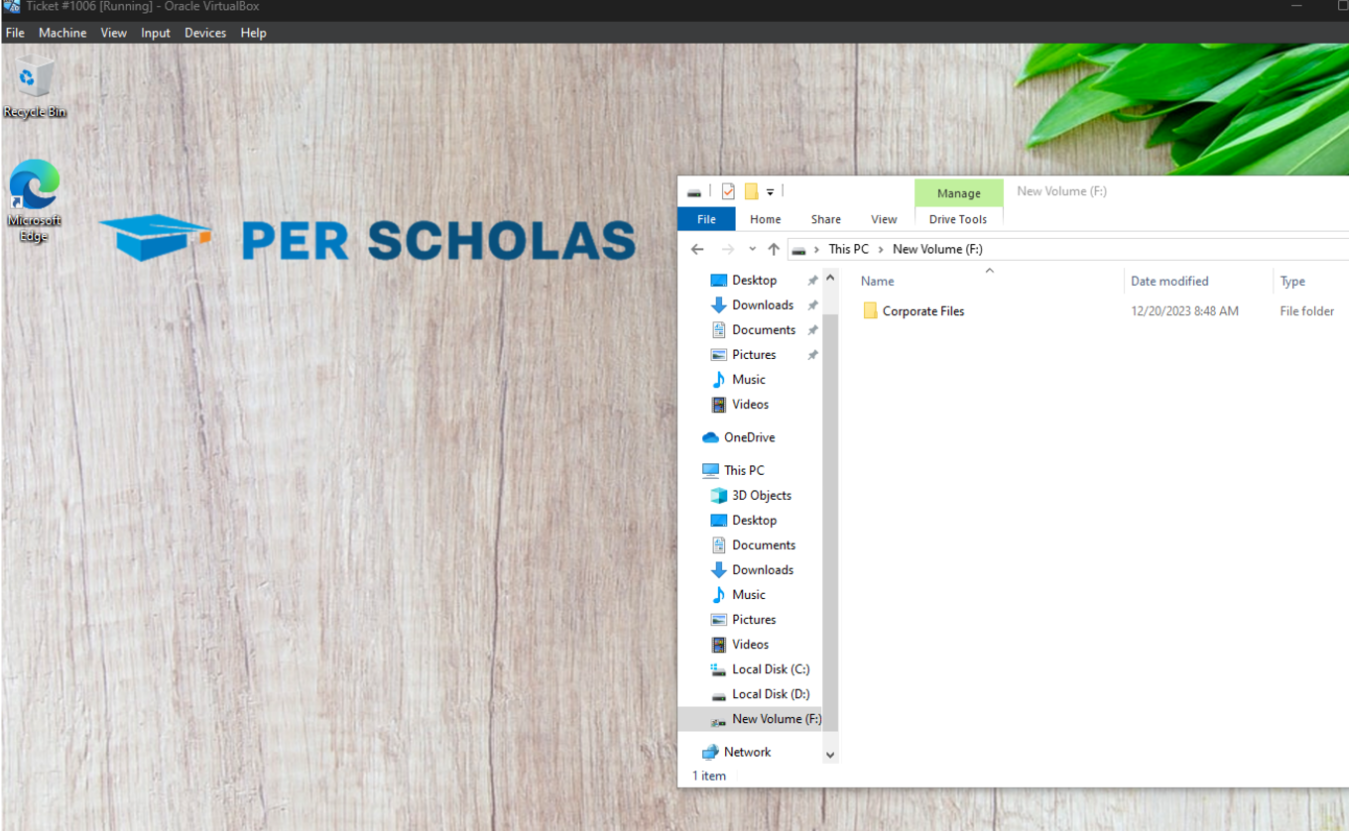 Ticket #1006 [Running] - Oracle VirtualBox
File Machine View Input Devices Help
Recycle Bin
Microsoft
Edge
PER SCHOLAS
Manage New Volume (F:)
File Home Share View Drive Tools
This PC > New Volume (F:)
Name Date modified Type
Corporate Files 12/20/2023 8:48 AM File folder
Desktop
Downloads
Documents
Pictures
Music
Videos
OneDrive
This PC
3D Objects
Desktop
Documents
Downloads
Music
Pictures
Videos
Local Disk (C:)
Local Disk (D:)
New Volume (F:)
Network
1 item